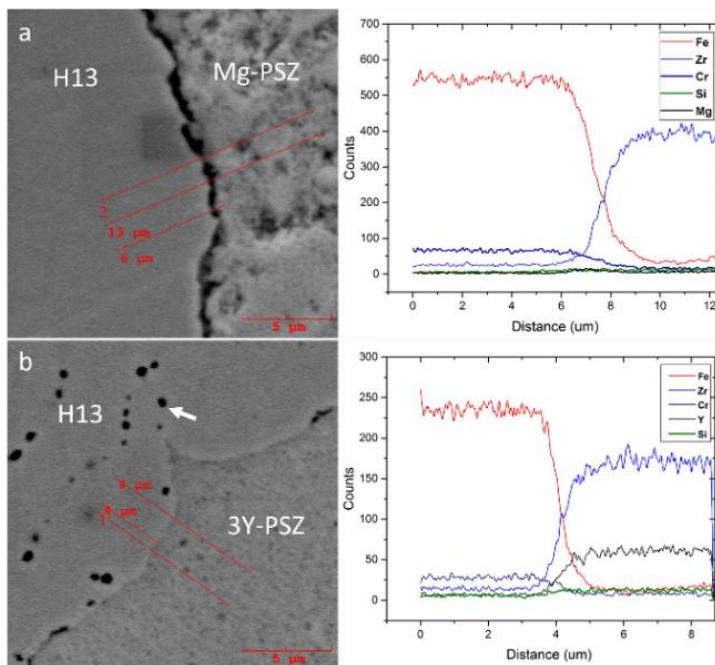 a
H13
Mg-PSZ
2
13 µm
6 µm
5 µm
700
600
500
400
300
200
100
0
Counts
0 2 4 6 8 10 12
Distance (um)
Fe
Zr
Cr
Si
Mg
b
H13
3Y-PSZ
9 µm
4 µm
1
5 µm
300
250
200
150
100
50
0
Counts
0 2 4 6 8
Distance (um)
Fe
Zr
Cr
Y
Si